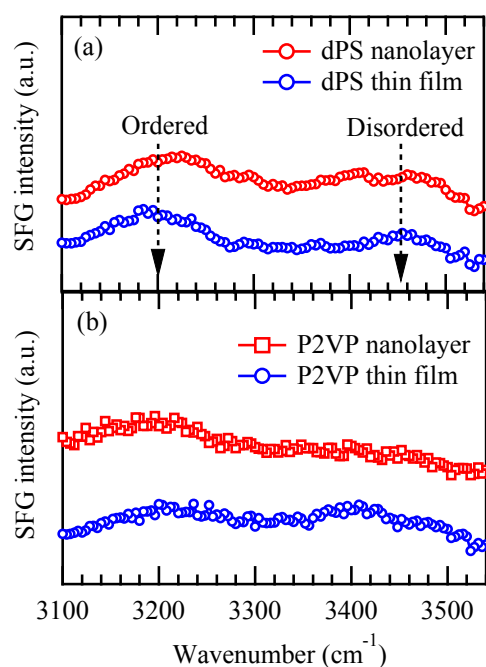 (a)
dPS nanolayer
dPS thin film
Ordered
Disordered
SFG intensity (a.u.)
(b)
P2VP nanolayer
P2VP thin film
SFG intensity (a.u.)
3100 3200 3300 3400 3500
Wavenumber (cm⁻¹)